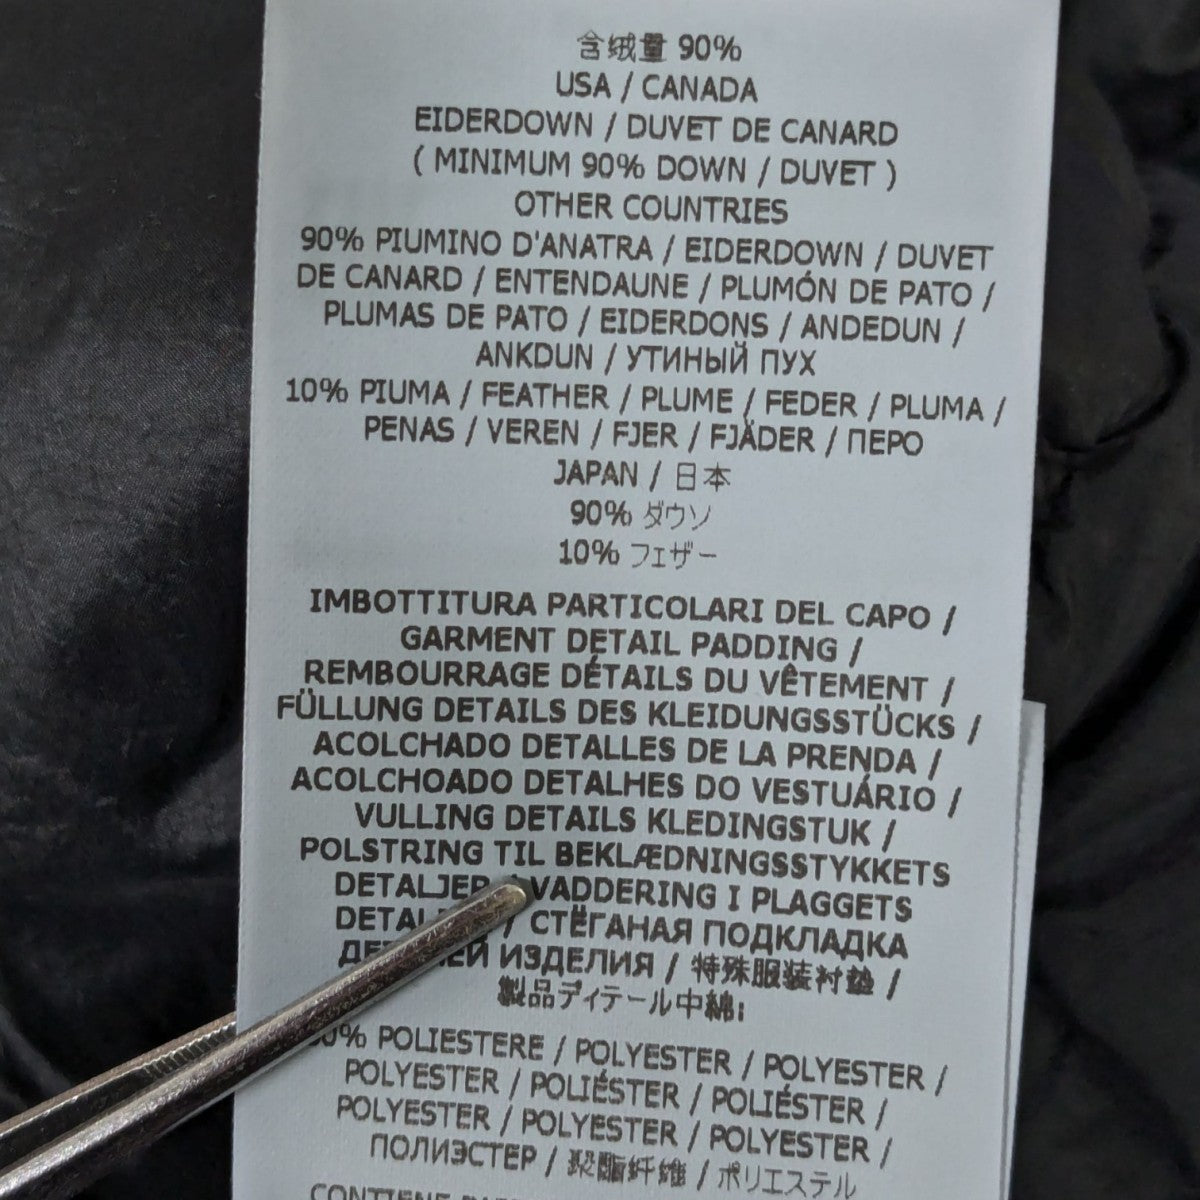 含绒量 90%
USA / CANADA
EIDERDOWN / DUVET DE CANARD
( MINIMUM 90% DOWN / DUVET )
OTHER COUNTRIES
90% PIUMINO D'ANATRA / EIDERDOWN / DUVET
DE CANARD / ENTENDAUNE / PLUMÓN DE PATO /
PLUMAS DE PATO / EIDERDONS / ANDEDUN /
ANKDUN / УТИНЫЙ ПУХ
10% PIUMA / FEATHER / PLUME / FEDER / PLUMA /
PENAS / VEREN / FJER / FJÄDER / ПЕРО
JAPAN / 日本
90% ダウソ
10% フェザー
IMBOTTITURA PARTICOLARI DEL CAPO /
GARMENT DETAIL PADDING /
REMBOURRAGE DÉTAILS DU VÊTEMENT /
FÜLLUNG DETAILS DES KLEIDUNGSSTÜCKS /
ACOLCHADO DETALLES DE LA PRENDA /
ACOLCHOADO DETALHES DO VESTUÁRIO /
VULLING DETAILS KLEDINGSTUK /
POLSTRING TIL BEKLÆDNINGSSTYKKETS
DETALJER / VADDERING I PLAGGETS
/ СТЁГАНАЯ ПОДКЛАДКА
ИЗДЕЛИЯ / 特殊服装衬垫 /
製品ディテール中綿:
POLIESTERE / POLYESTER / POLYESTER /
POLYESTER / POLIÉSTER / POLIÉSTER /
POLYESTER / POLYESTER / POLYESTER /
ПОЛИЭСТЕР / 聚酯纤维 / ポリエステル
CONTIENE